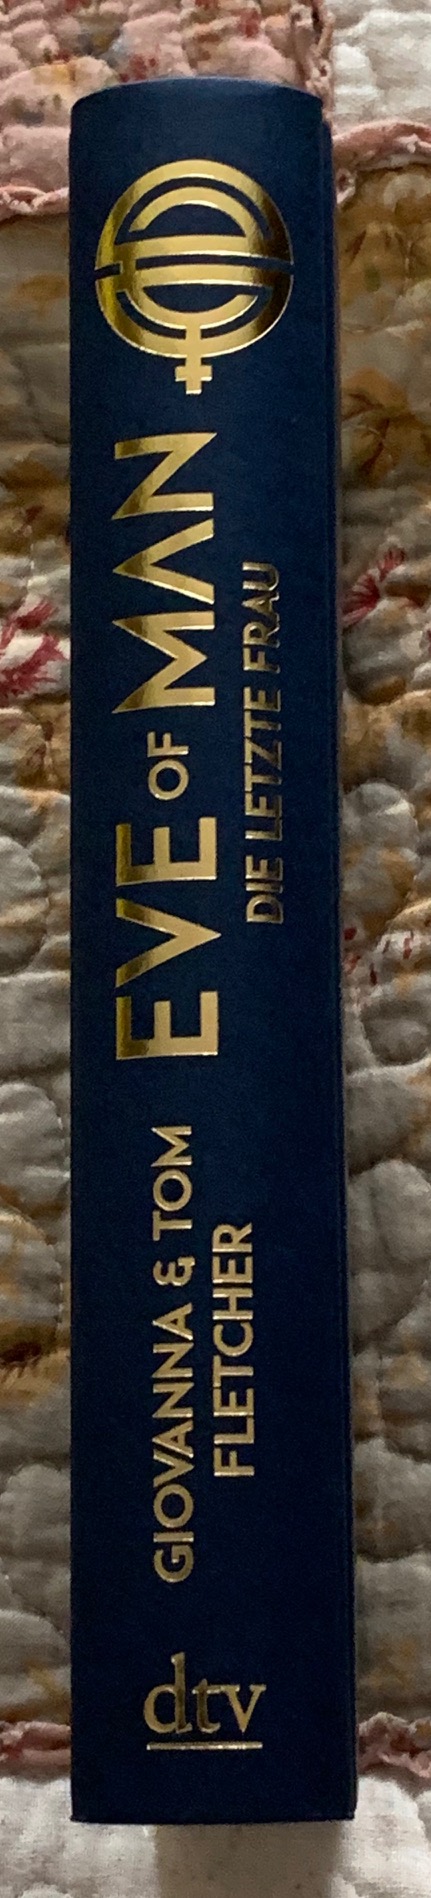 GIOVANNA & TOM
FLETCHER
EVE OF MAN
DIE LETZTE FRAU
dtv